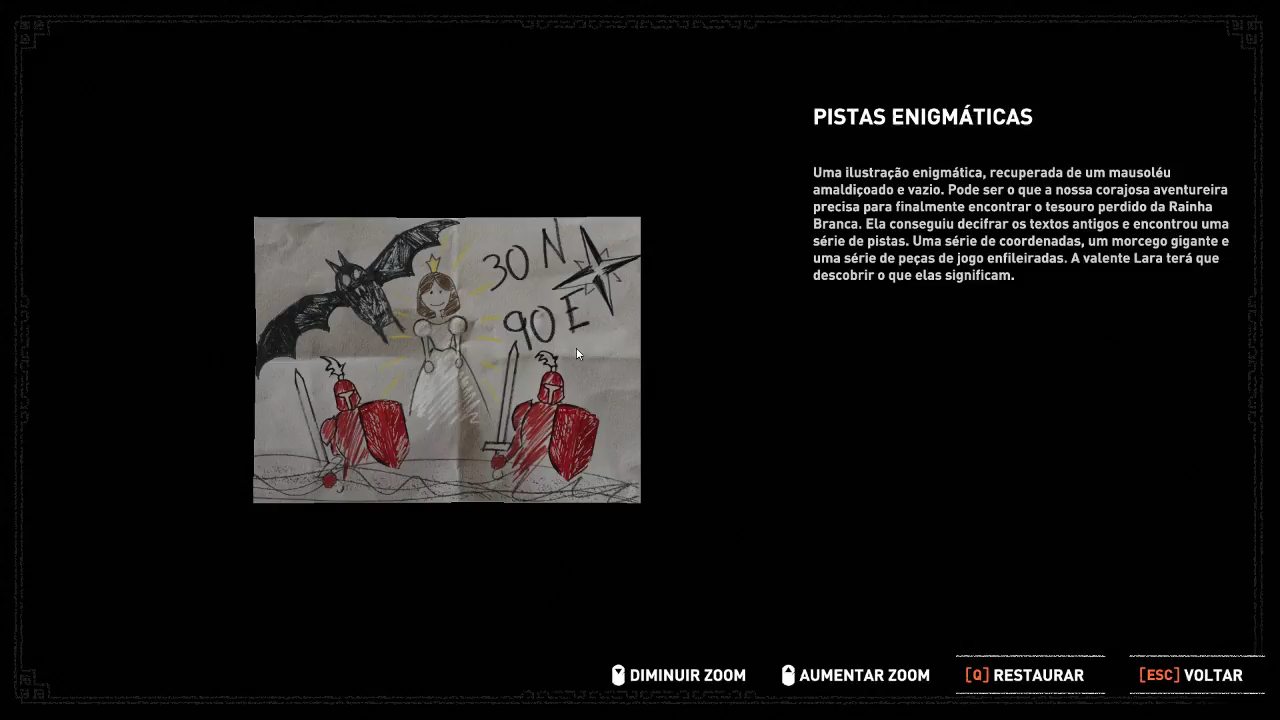 PISTAS ENIGMÁTICAS
Uma ilustração enigmática, recuperada de um mausoléu
amaldiçoado e vazio. Pode ser o que a nossa corajosa aventureira
precisa para finalmente encontrar o tesouro perdido da Rainha
Branca. Ela conseguiu decifrar os textos antigos e encontrou uma
série de pistas. Uma série de coordenadas, um morcego gigante e
uma série de peças de jogo enfileiradas. A valente Lara terá que
descobrir o que elas significam.
30 N
90 E
DIMINUIR ZOOM AUMENTAR ZOOM [Q] RESTAURAR [ESC] VOLTAR